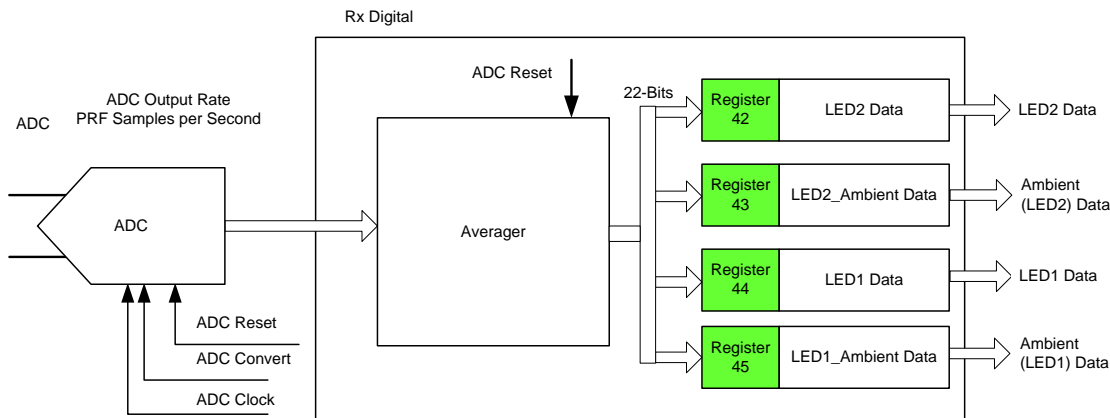 Rx Digital
ADC Reset
ADC Output Rate
PRF Samples per Second
ADC
22-Bits
Register
42
LED2 Data
LED2 Data
Register
43
LED2_Ambient Data
Ambient
(LED2) Data
ADC
Averager
Register
44
LED1 Data
LED1 Data
ADC Reset
ADC Convert
ADC Clock
Register
45
LED1_Ambient Data
Ambient
(LED1) Data